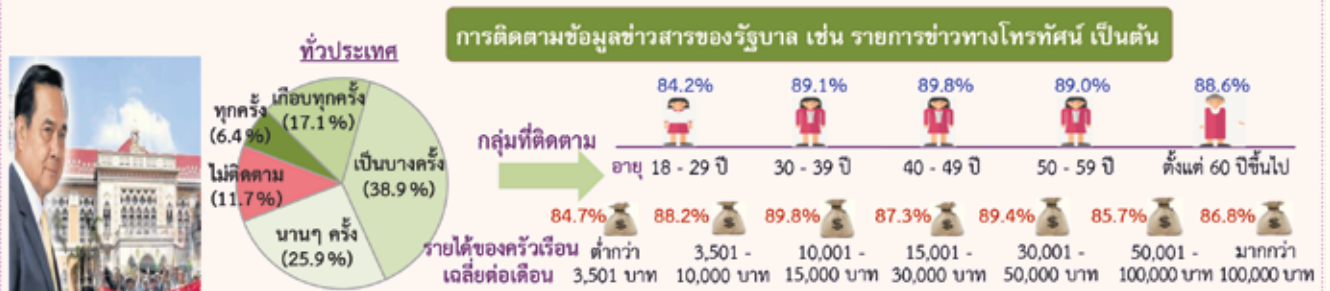 การติดตามข้อมูลข่าวสารของรัฐบาล เช่น รายการข่าวทางโทรทัศน์ เป็นต้น
ทั่วประเทศ
ทุกครั้ง
(6.4%)
เกือบทุกครั้ง
(17.1%)
เป็นบางครั้ง
(38.9%)
ไม่ติดตาม
(11.7%)
นานๆ ครั้ง
(25.9%)
กลุ่มที่ติดตาม
84.2% 89.1% 89.8% 89.0% 88.6%
อายุ 18 - 29 ปี 30 - 39 ปี 40 - 49 ปี 50 - 59 ปี ตั้งแต่ 60 ปีขึ้นไป
84.7% 88.2% 89.8% 87.3% 89.4% 85.7% 86.8%
รายได้ของครัวเรือน ต่ำกว่า 3,501 - 10,001 - 15,001 - 30,001 - 50,001 - มากกว่า
เฉลี่ยต่อเดือน 3,501 บาท 10,000 บาท 15,000 บาท 30,000 บาท 50,000 บาท 100,000 บาท 100,000 บาท